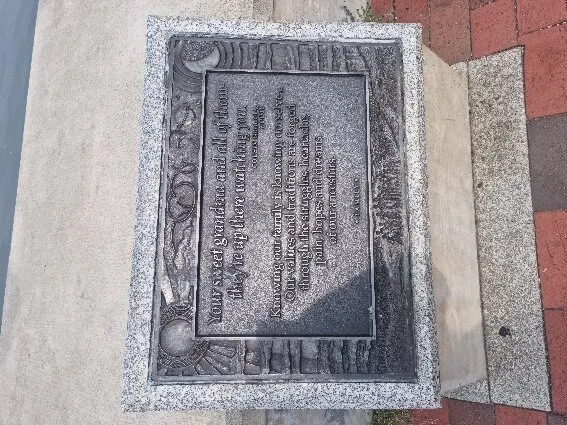 Your sweet grandma and all of them,
they're up there watching you.
Knowing our family is knowing ourselves.
Our values and traditions are forged
through the struggles, heartache,
pain, hopes and dreams
of our ancestors.